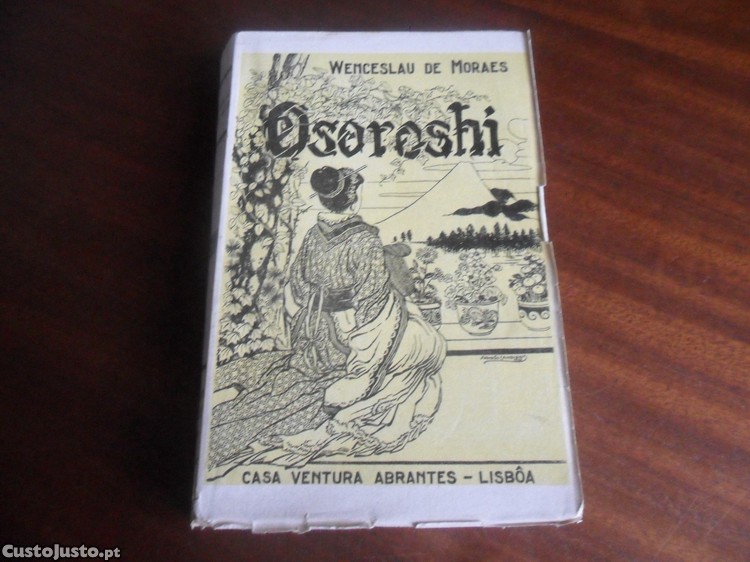 WENCESLAU DE MORAES
Osoroshi
CASA VENTURA ABRANTES – LISBÔA
CustoJusto.pt